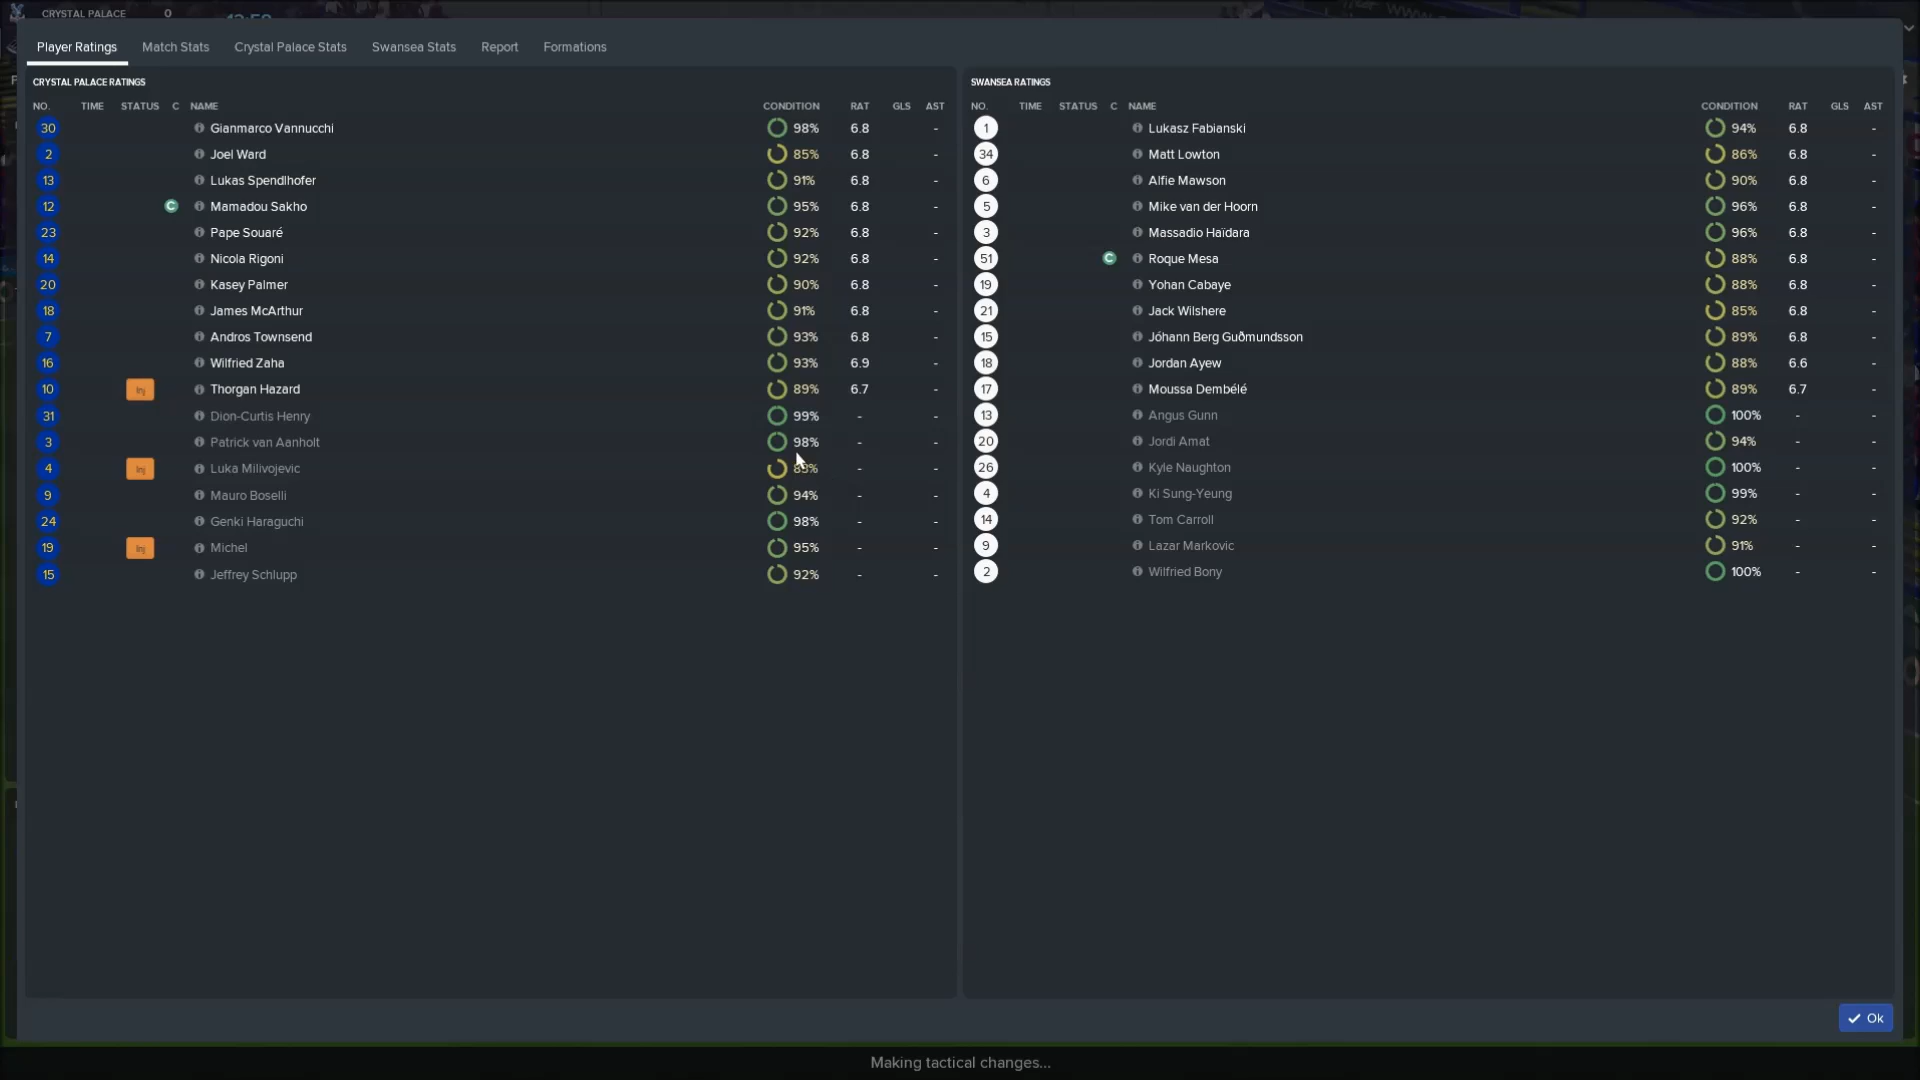 CRYSTAL PALACE 0
Player Ratings Match Stats Crystal Palace Stats Swansea Stats Report Formations
CRYSTAL PALACE RATINGS
NO. TIME STATUS C NAME CONDITION RAT GLS AST
30 Gianmarco Vannucchi 98% 6.8 -
2 Joel Ward 85% 6.8 -
13 Lukas Spendlhofer 91% 6.8 -
12 C Mamadou Sakho 95% 6.8 -
23 Pape Souaré 92% 6.8 -
14 Nicola Rigoni 92% 6.8 -
20 Kasey Palmer 90% 6.8 -
18 James McArthur 91% 6.8 -
7 Andros Townsend 93% 6.8 -
16 Wilfried Zaha 93% 6.9 -
10 Inj Thorgan Hazard 89% 6.7 -
31 Dion-Curtis Henry 99% - -
3 Patrick van Aanholt 98% - -
4 Inj Luka Milivojevic - -
9 Mauro Boselli 94% - -
24 Genki Haraguchi 98% - -
19 Inj Michel 95% - -
15 Jeffrey Schlupp 92% - -
SWANSEA RATINGS
NO. TIME STATUS C NAME CONDITION RAT GLS AST
1 Lukasz Fabianski 94% 6.8 -
34 Matt Lowton 86% 6.8 -
6 Alfie Mawson 90% 6.8 -
5 Mike van der Hoorn 96% 6.8 -
3 Massadio Haïdara 96% 6.8 -
51 C Roque Mesa 88% 6.8 -
19 Yohan Cabaye 88% 6.8 -
21 Jack Wilshere 85% 6.8 -
15 Jóhann Berg Guðmundsson 89% 6.8 -
18 Jordan Ayew 88% 6.6 -
17 Moussa Dembélé 89% 6.7 -
13 Angus Gunn 100% - -
20 Jordi Amat 94% - -
26 Kyle Naughton 100% - -
4 Ki Sung-Yeung 99% - -
14 Tom Carroll 92% - -
9 Lazar Markovic 91% - -
2 Wilfried Bony 100% - -
Ok
Making tactical changes...